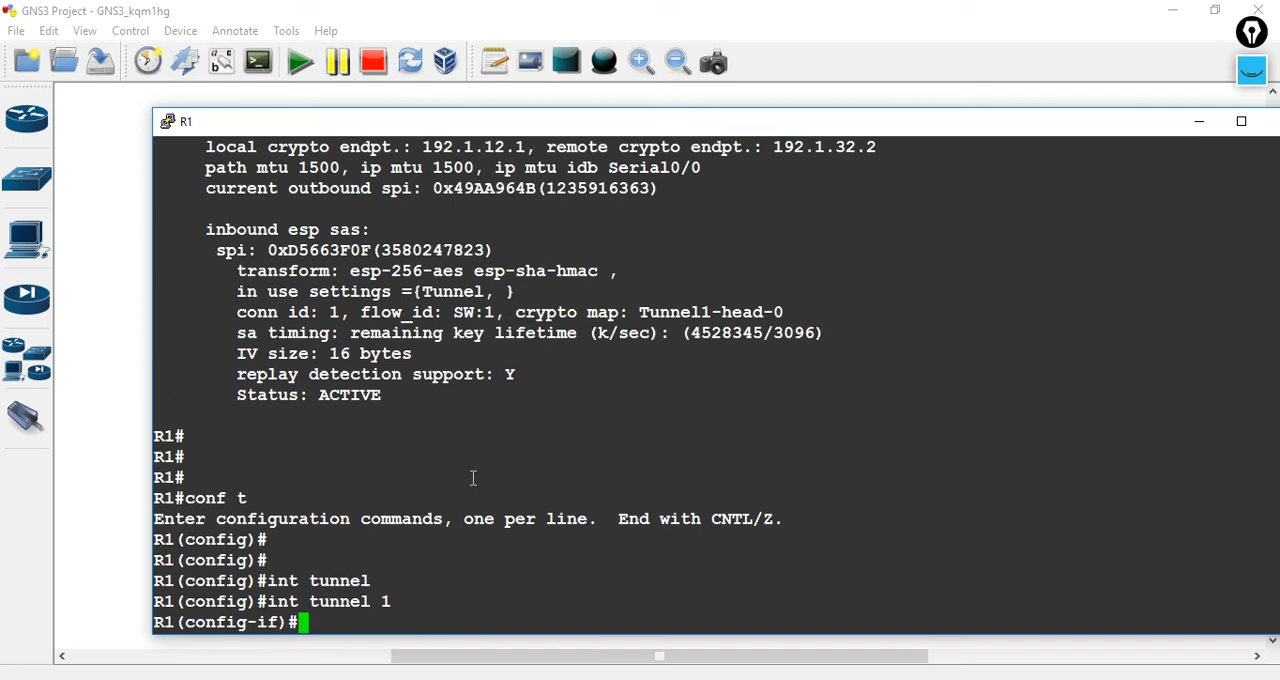 GNS3 Project - GNS3_kqm1hg
File Edit View Control Device Annotate Tools Help
R1
local crypto endpt.: 192.1.12.1, remote crypto endpt.: 192.1.32.2
path mtu 1500, ip mtu 1500, ip mtu idb Serial0/0
current outbound spi: 0x49AA964B(1235916363)
inbound esp sas:
spi: 0xD5663F0F(3580247823)
transform: esp-256-aes esp-sha-hmac ,
in use settings ={Tunnel, }
conn id: 1, flow_id: SW:1, crypto map: Tunnel1-head-0
sa timing: remaining key lifetime (k/sec): (4528345/3096)
IV size: 16 bytes
replay detection support: Y
Status: ACTIVE
R1#
R1#
R1#
R1#conf t
Enter configuration commands, one per line.  End with CNTL/Z.
R1(config)#
R1(config)#
R1(config)#int tunnel
R1(config)#int tunnel 1
R1(config-if)#